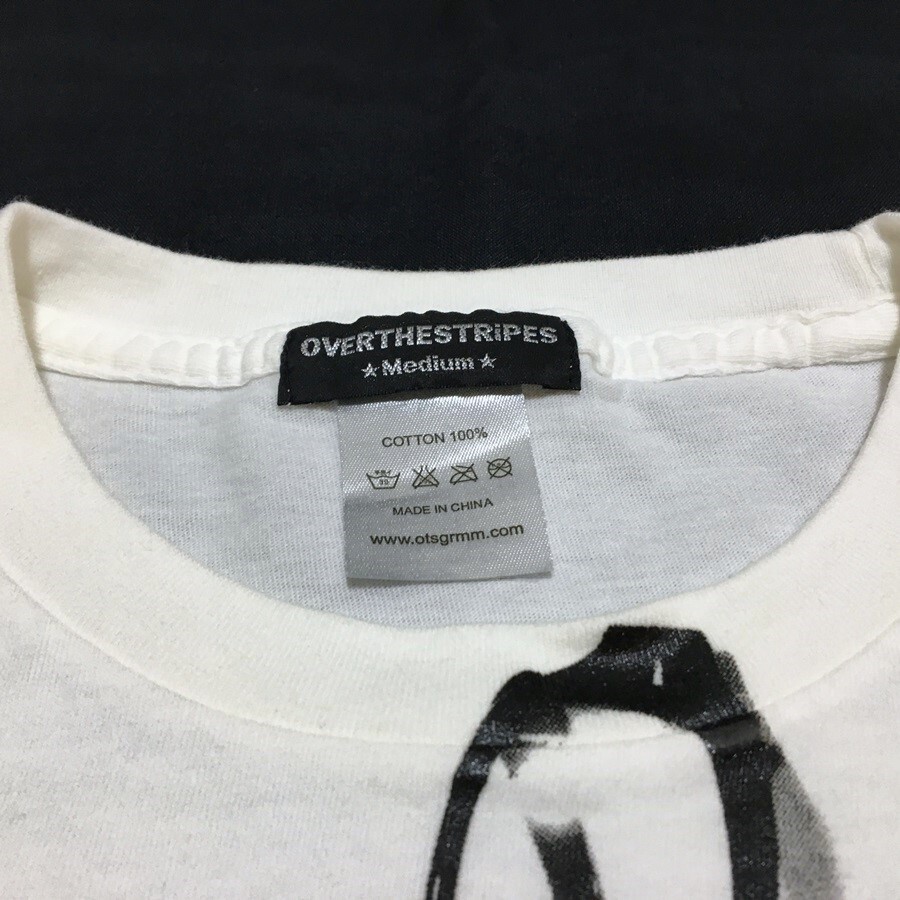 OVERTHESTRiPES
★Medium★
COTTON 100%
MADE IN CHINA
www.otsgrmm.com